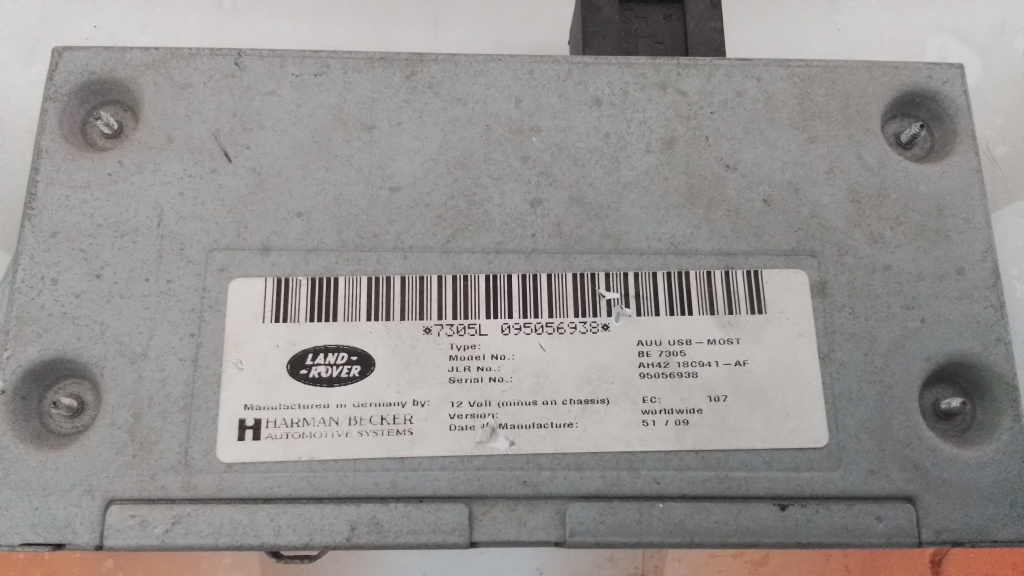 *7305L 095056938*
LAND-
-ROVER
Type: AUU USB-MOST
Model No.: BE 7305
JLR No.: AH42 18C941-AF
Serial No.: 95056938
Manufactured in Germany by:
HARMAN/BECKER
AUTOMOTIVE SYSTEMS
12 Volt (minus on chassis) EC: 107
Version: worldwide
Date of Manufacture: 51 / 09